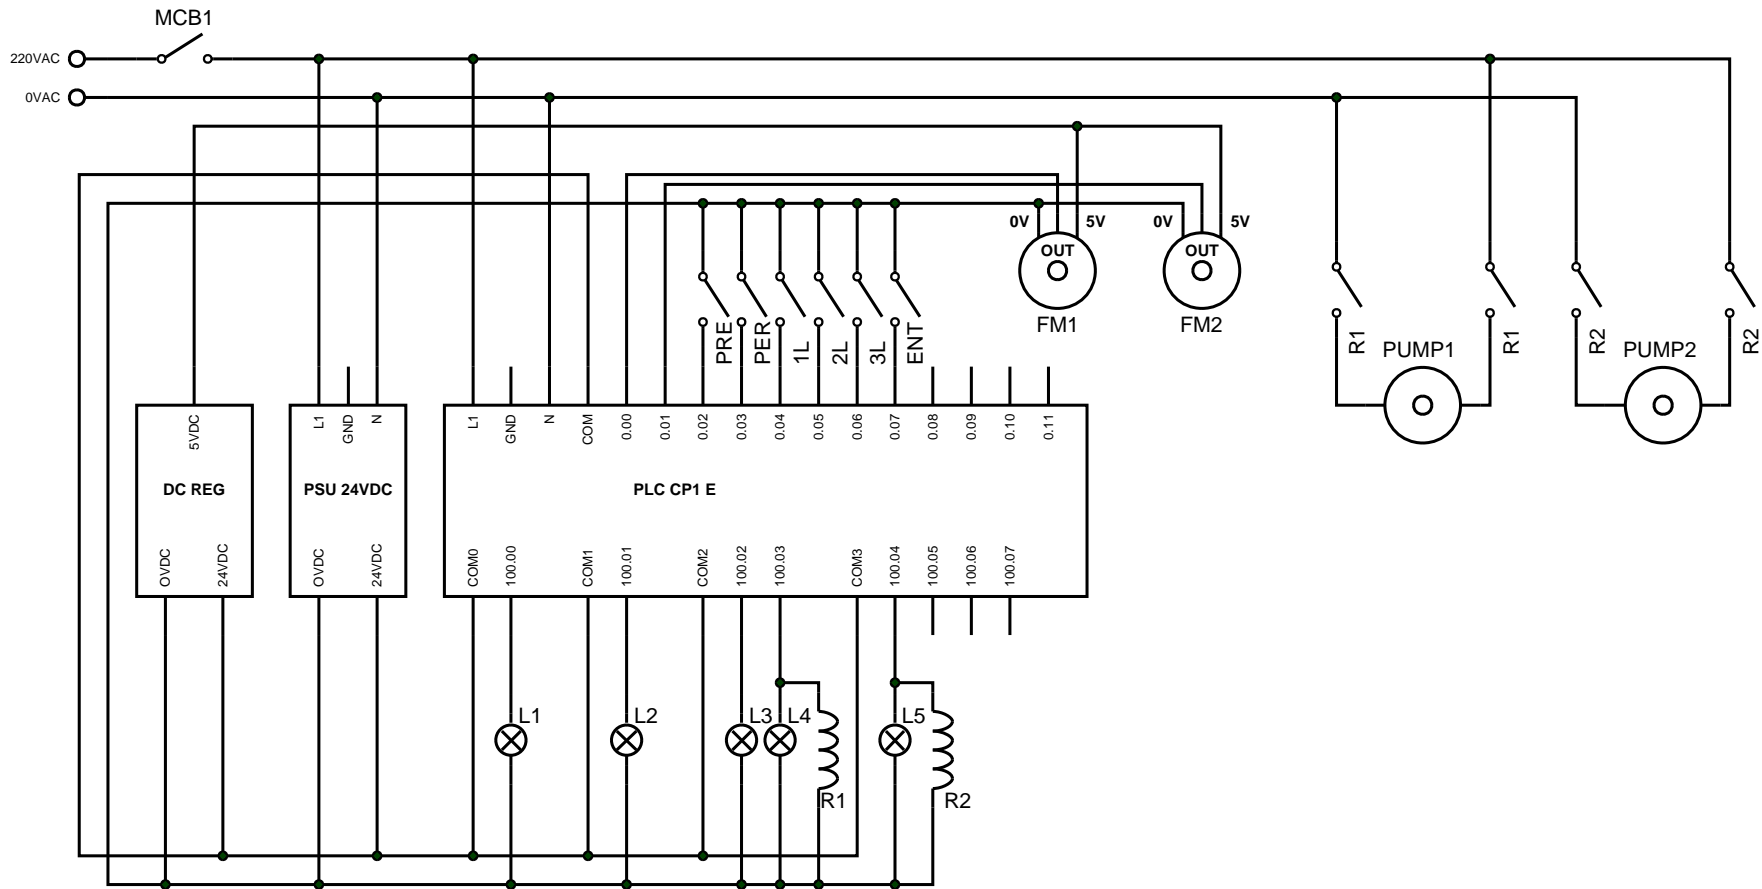 MCB1
220VAC
0VAC
0V 5V 0V 5V
OUT OUT
FM1 FM2
PRE PER 1L 2L 3L ENT
R1 R1 R2 R2
PUMP1 PUMP2
5VDC L1 GND N L1 GND N COM 0.00 0.01 0.02 0.03 0.04 0.05 0.06 0.07 0.08 0.09 0.10 0.11
DC REG PSU 24VDC PLC CP1 E
OVDC 24VDC OVDC 24VDC COM0 100.00 COM1 100.01 COM2 100.02 100.03 COM3 100.04 100.05 100.06 100.07
L1 L2 L3 L4 L5
R1 R2